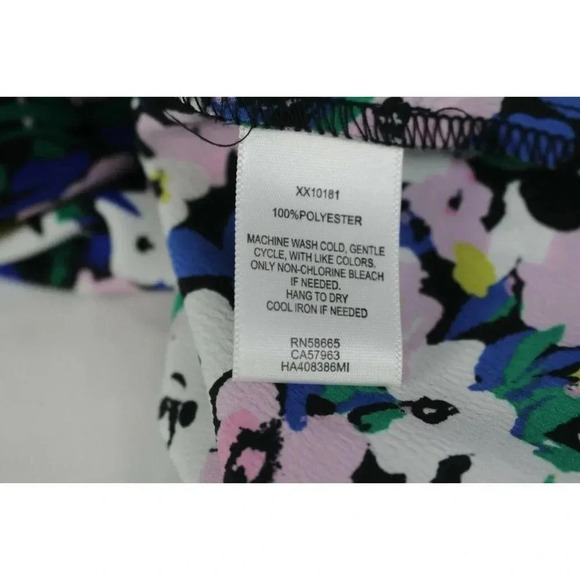 XX10181
100%POLYESTER
MACHINE WASH COLD, GENTLE
CYCLE, WITH LIKE COLORS.
ONLY NON-CHLORINE BLEACH
IF NEEDED.
HANG TO DRY
COOL IRON IF NEEDED
RN58665
CA57963
HA408386MI